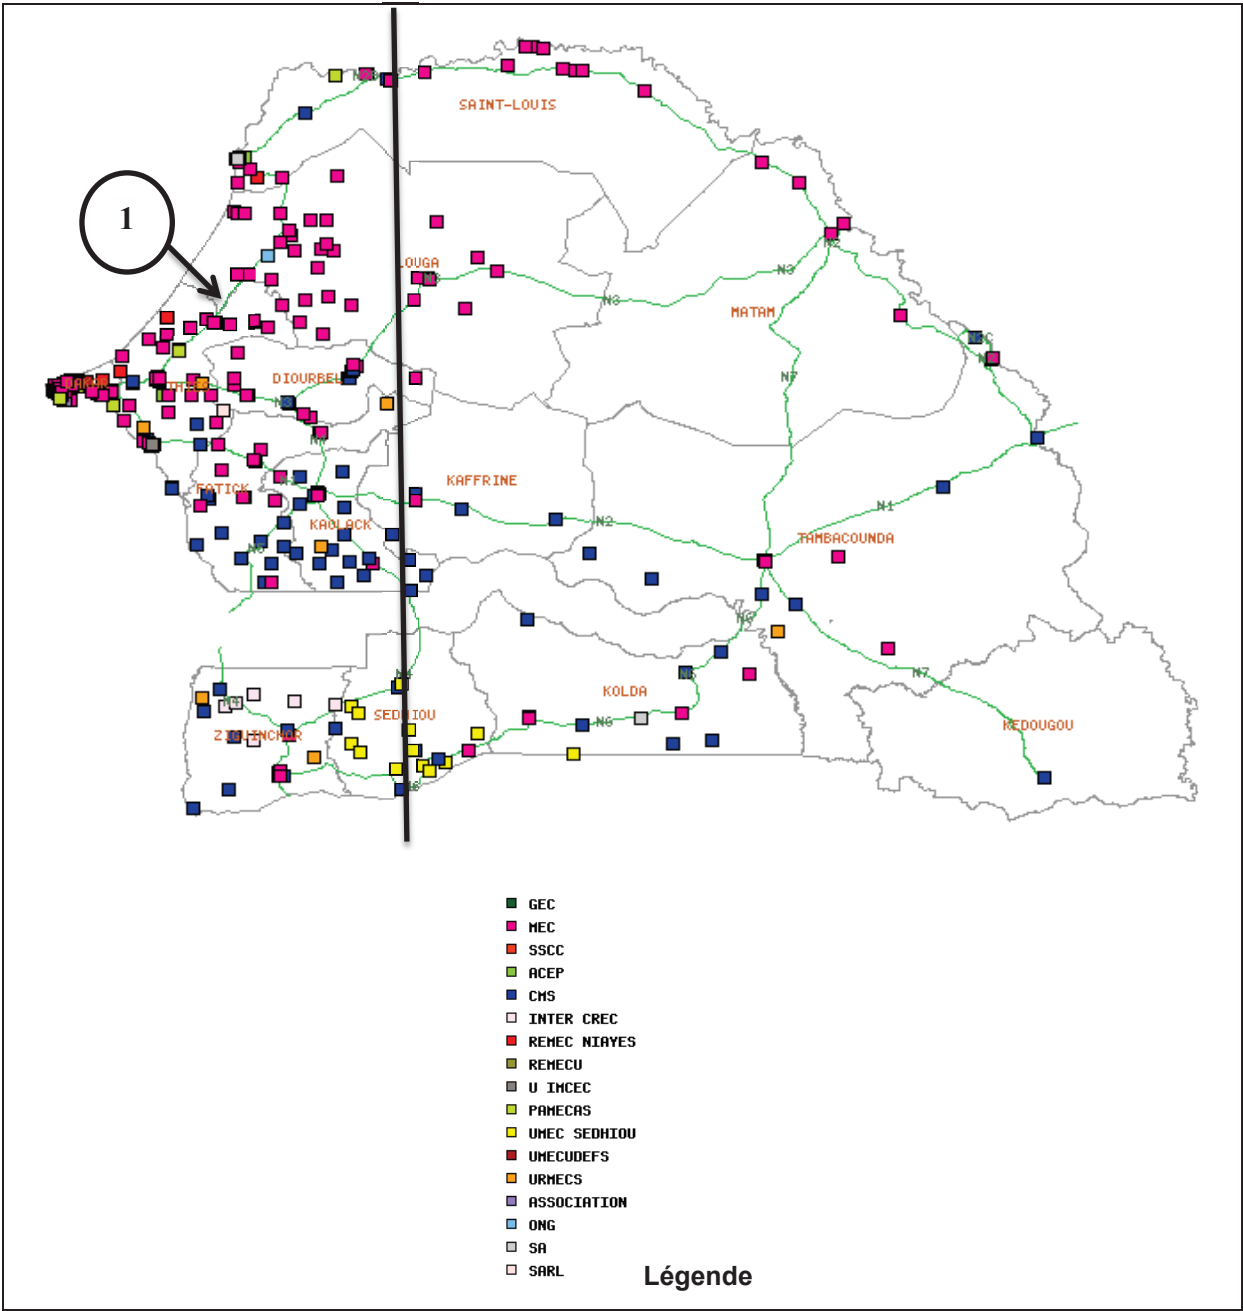 SAINT-LOUIS
1
LOUGA
N3
N2
N3
MATAM
DIOURBEL
N7
N3
KAFFRINE
FATICK
KAOLACK
N2
N1
TAMBACOUNDA
N7
KOLDA
SEDHIOU
N6
ZIGUINCHOR
KEDOUGOU
GEC
MEC
SSCC
ACEP
CMS
INTER CREC
REMEC NIAYES
REMECU
U IMCEC
PAMECAS
UMEC SEDHIOU
UMECUDEFS
URMECS
ASSOCIATION
ONG
SA
SARL
Légende